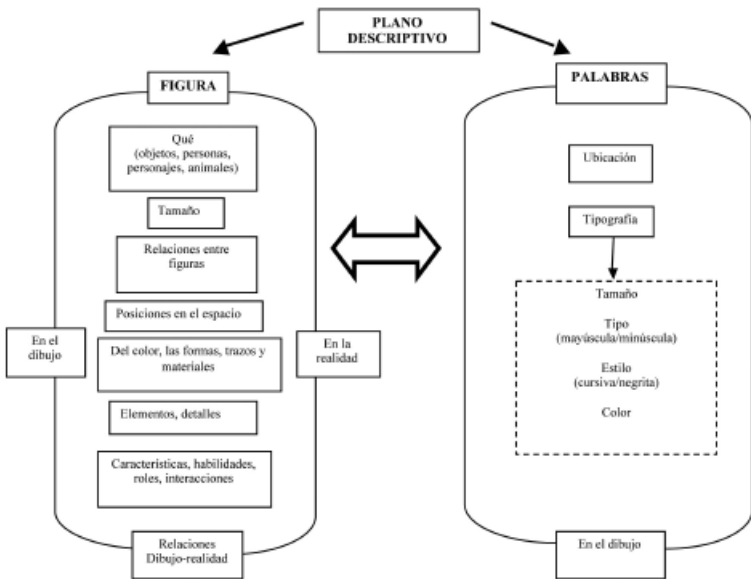 PLANO
DESCRIPTIVO
FIGURA
Qué
(objetos, personas,
personajes, animales)
Tamaño
Relaciones entre
figuras
Posiciones en el espacio
En el
dibujo
Del color, las formas, trazos y
materiales
En la
realidad
Elementos, detalles
Características, habilidades,
roles, interacciones
Relaciones
Dibujo-realidad
PALABRAS
Ubicación
Tipografía
Tamaño
Tipo
(mayúscula/minúscula)
Estilo
(cursiva/negrita)
Color
En el dibujo